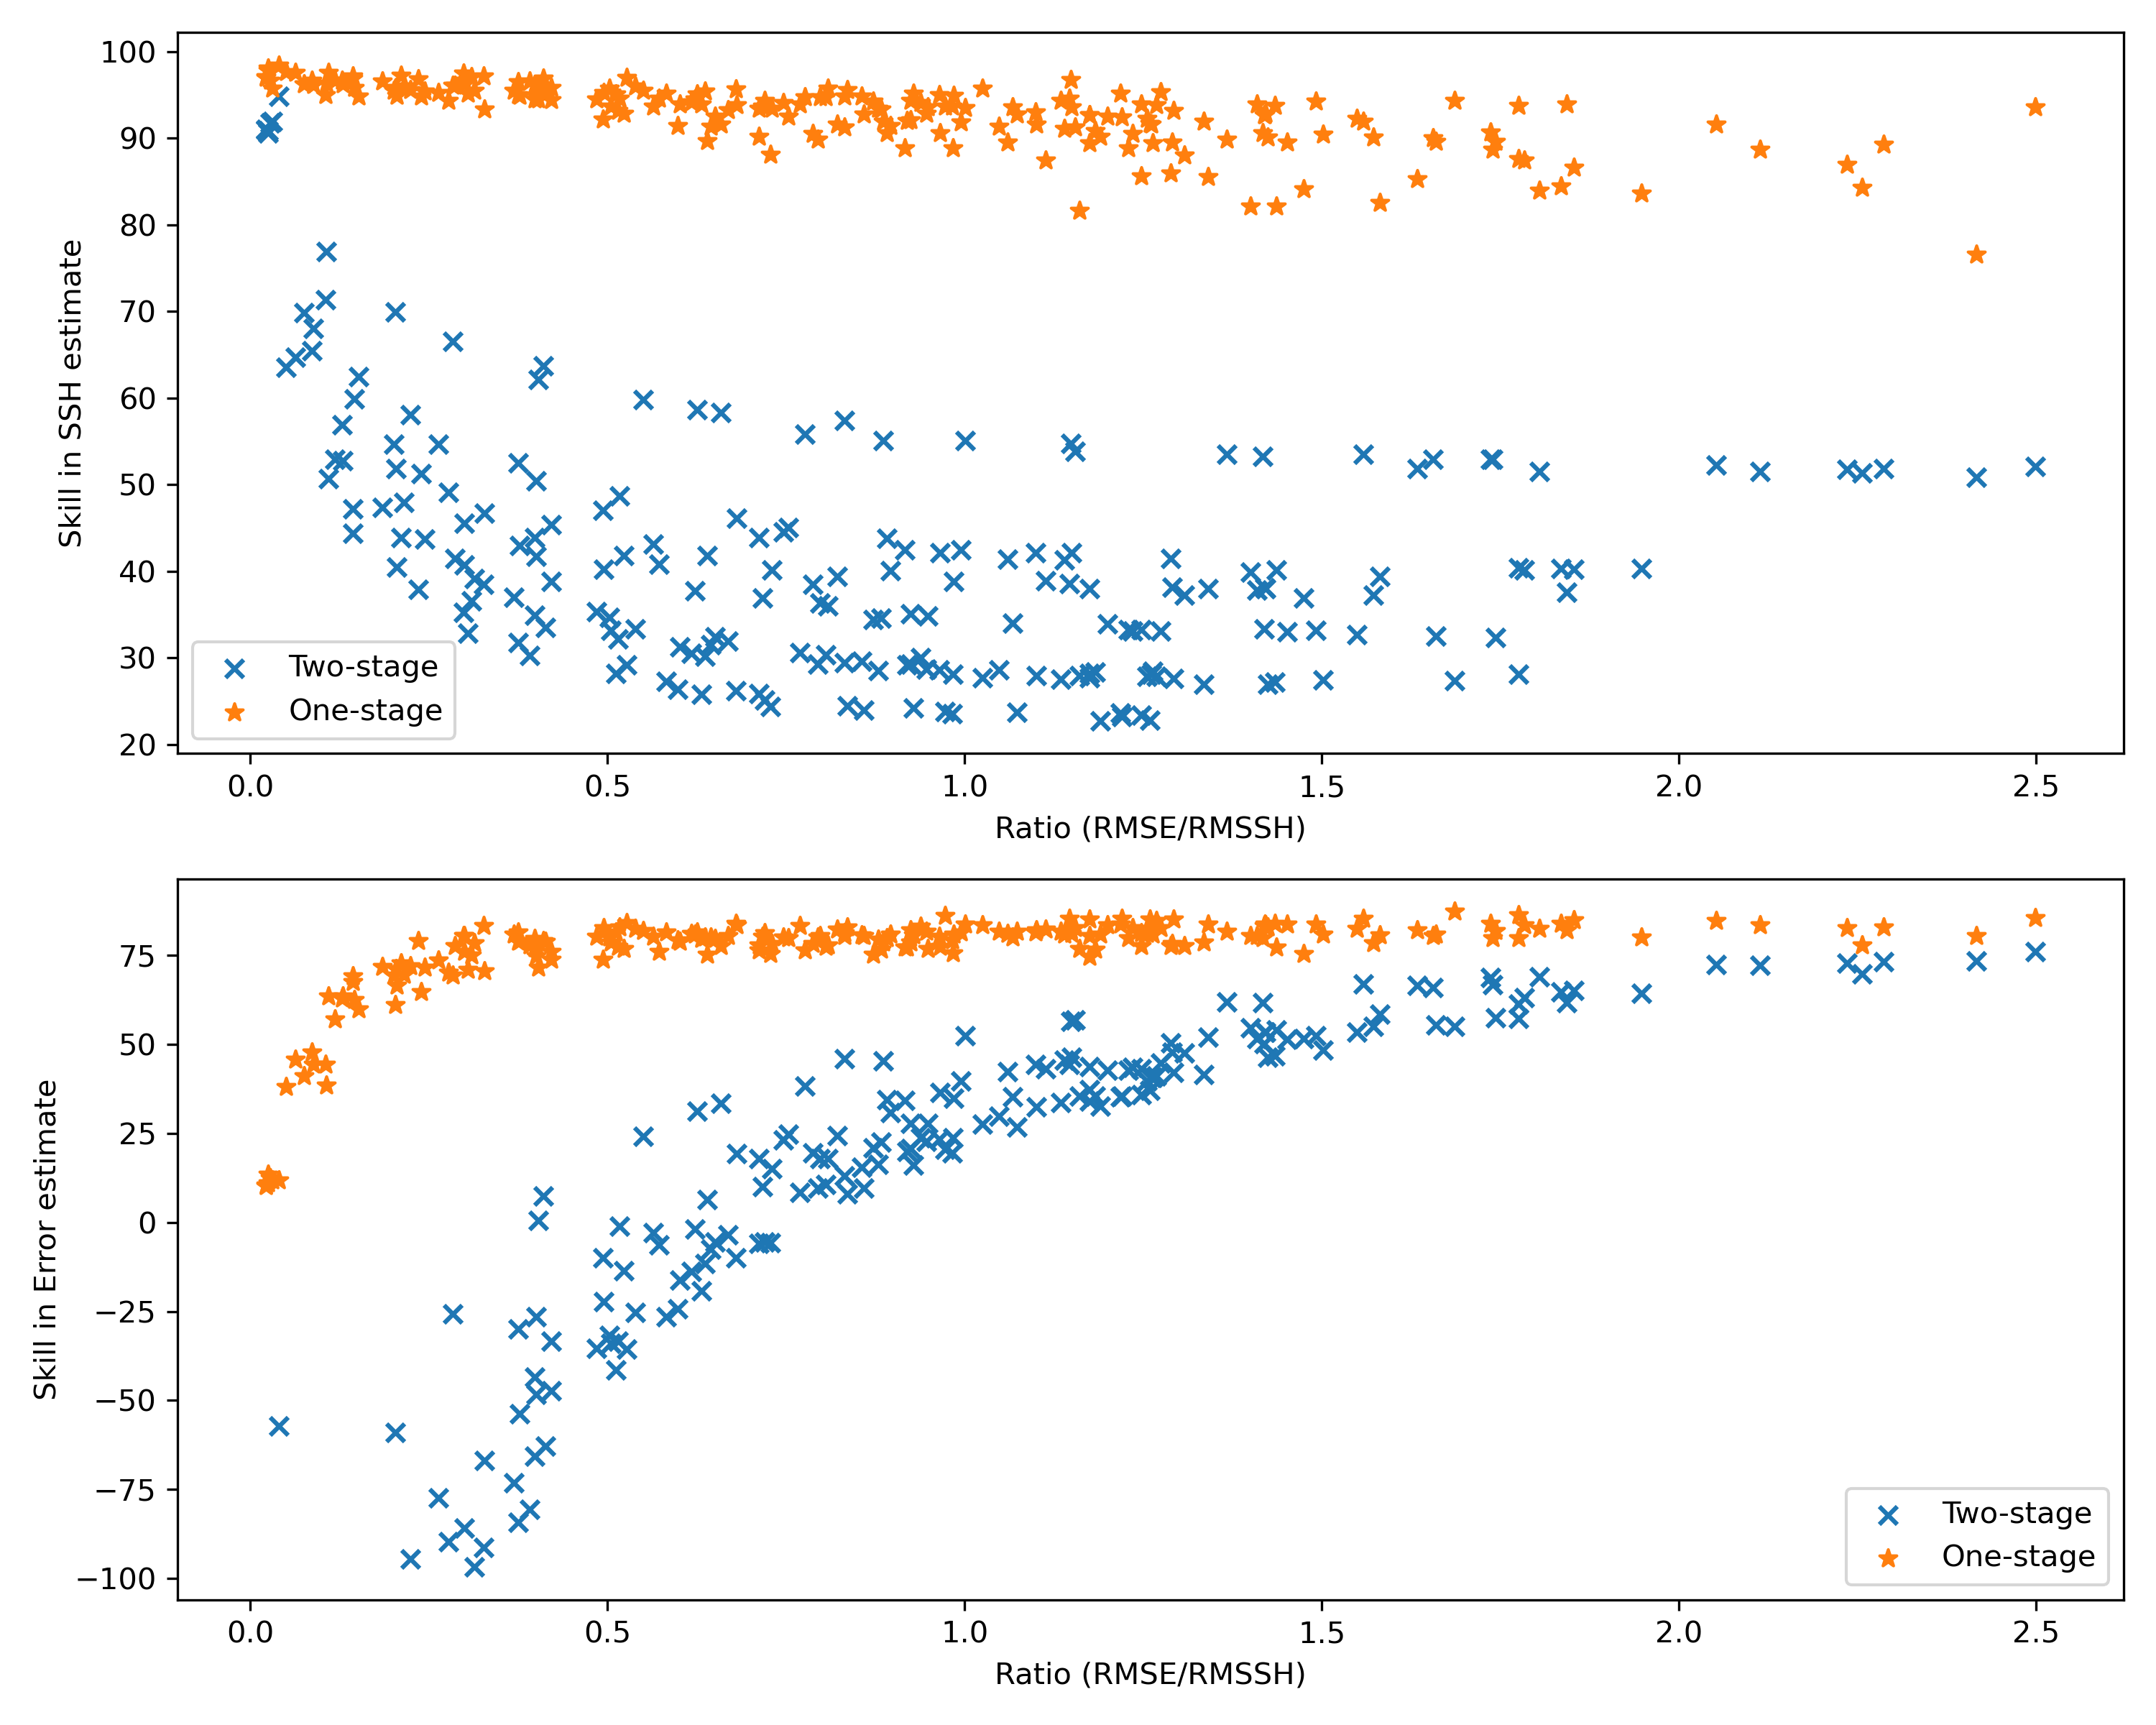 100
90
80
70
60
50
40
30
20
Skill in SSH estimate
Two-stage
One-stage
0.0 0.5 1.0 1.5 2.0 2.5
Ratio (RMSE/RMSSH)
75
50
25
0
−25
−50
−75
−100
Skill in Error estimate
Two-stage
One-stage
0.0 0.5 1.0 1.5 2.0 2.5
Ratio (RMSE/RMSSH)